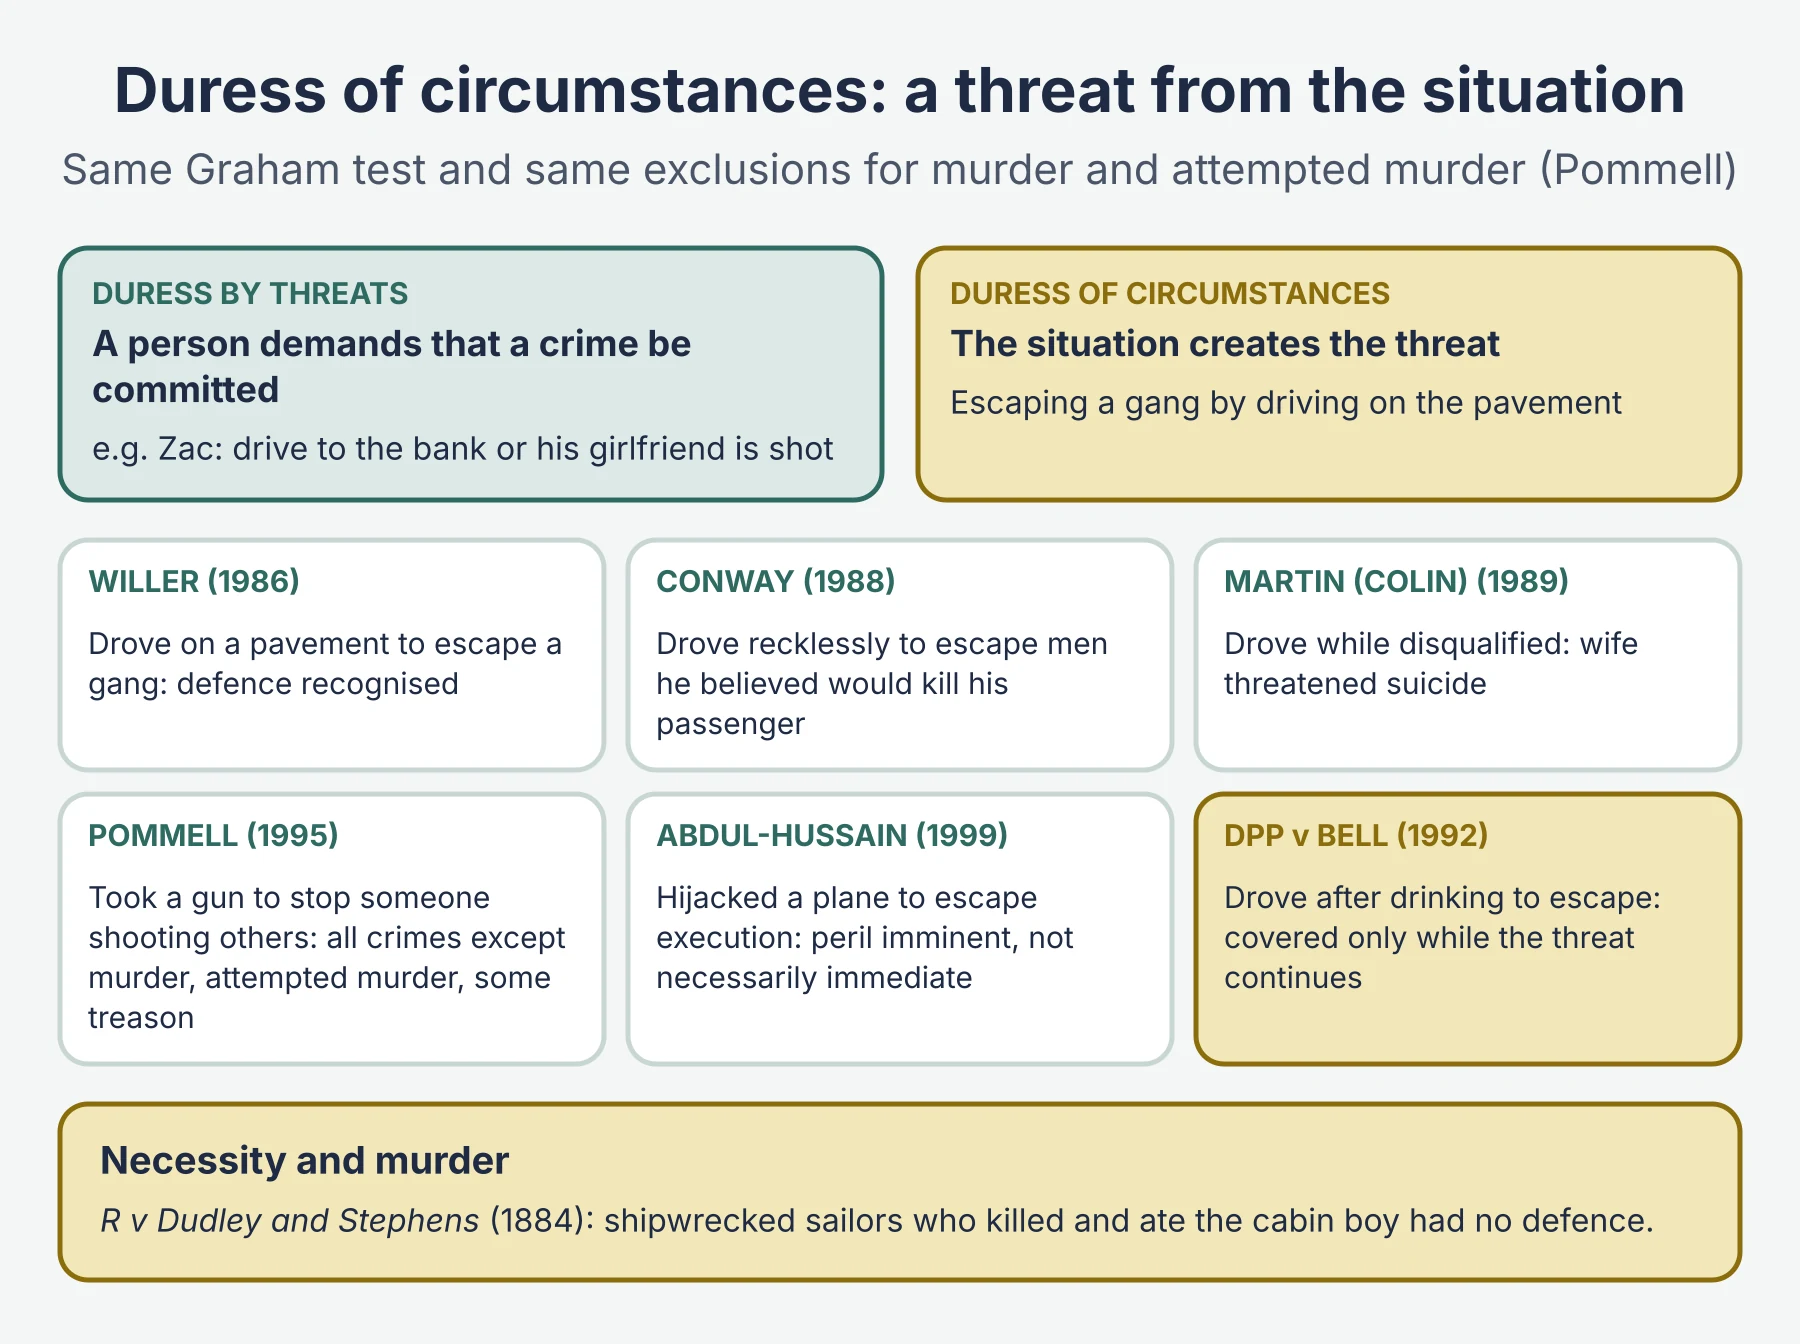 Duress of circumstances: a threat from the situation
Same Graham test and same exclusions for murder and attempted murder (Pommell)
DURESS BY THREATS
A person demands that a crime be
committed
e.g. Zac: drive to the bank or his girlfriend is shot
DURESS OF CIRCUMSTANCES
The situation creates the threat
Escaping a gang by driving on the pavement
WILLER (1986)
Drove on a pavement to escape a
gang: defence recognised
CONWAY (1988)
Drove recklessly to escape men
he believed would kill his
passenger
MARTIN (COLIN) (1989)
Drove while disqualified: wife
threatened suicide
POMMELL (1995)
Took a gun to stop someone
shooting others: all crimes except
murder, attempted murder, some
treason
ABDUL-HUSSAIN (1999)
Hijacked a plane to escape
execution: peril imminent, not
necessarily immediate
DPP v BELL (1992)
Drove after drinking to escape:
covered only while the threat
continues
Necessity and murder
R v Dudley and Stephens (1884): shipwrecked sailors who killed and ate the cabin boy had no defence.